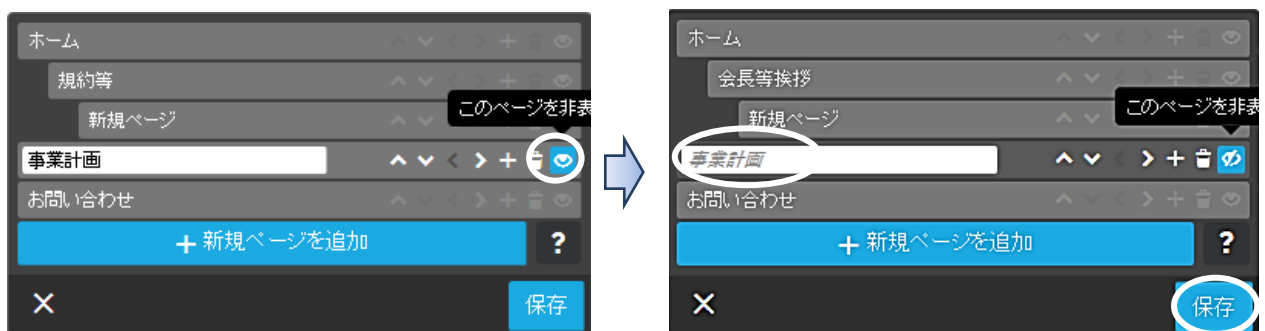 ホーム
規約等
新規ページ
このページを非表
事業計画
お問い合わせ
+ 新規ページを追加
?
× 保存
ホーム
会長等挨拶
新規ページ
このページを非表
事業計画
お問い合わせ
+ 新規ページを追加
?
× 保存